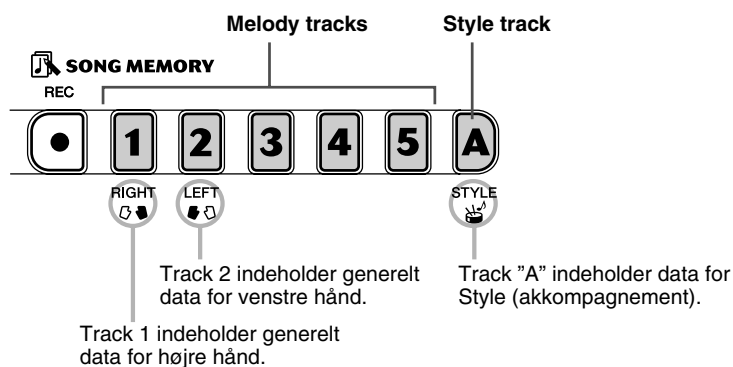 Melody tracks Style track
SONG MEMORY
REC
1 2 3 4 5 A
RIGHT LEFT STYLE
Track 2 indeholder generelt
data for venstre hånd.
Track "A" indeholder data for
Style (akkompagnement).
Track 1 indeholder generelt
data for højre hånd.